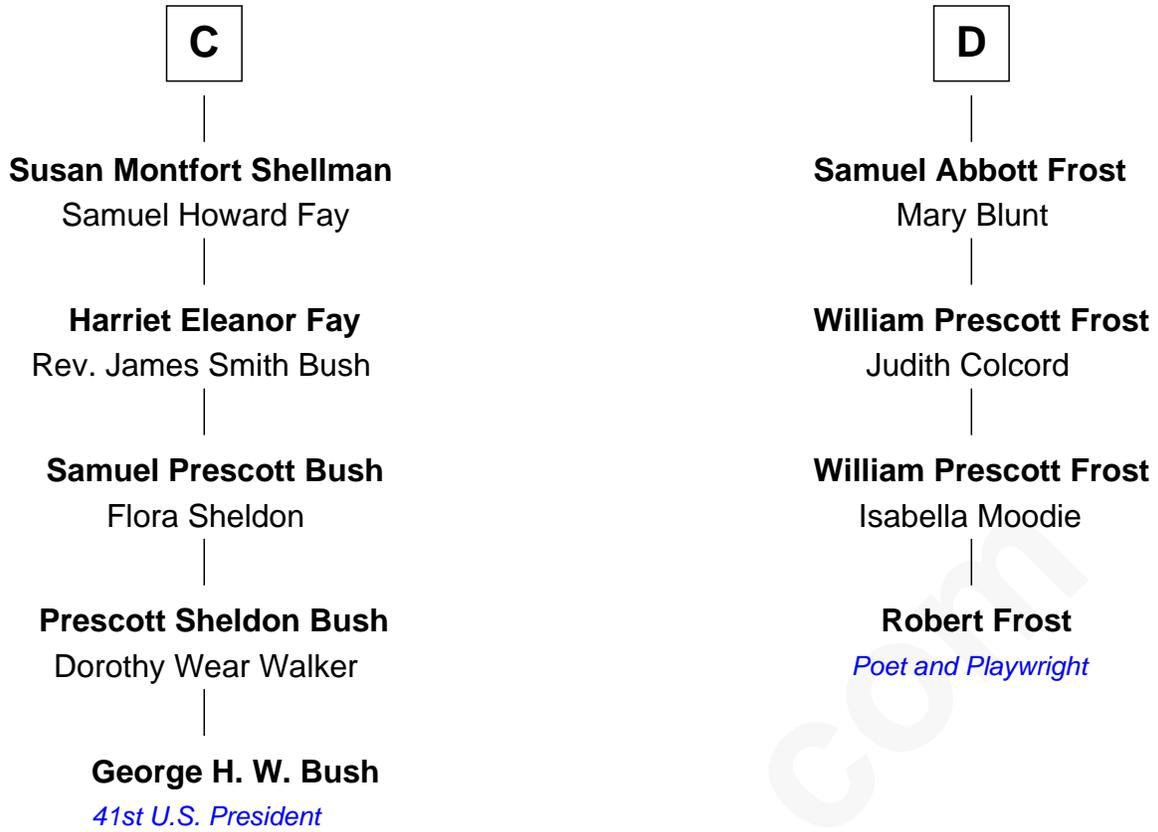 C
Susan Montfort Shellman
Samuel Howard Fay
Harriet Eleanor Fay
Rev. James Smith Bush
Samuel Prescott Bush
Flora Sheldon
Prescott Sheldon Bush
Dorothy Wear Walker
George H. W. Bush
41st U.S. President
D
Samuel Abbott Frost
Mary Blunt
William Prescott Frost
Judith Colcord
William Prescott Frost
Isabella Moodie
Robert Frost
Poet and Playwright
com